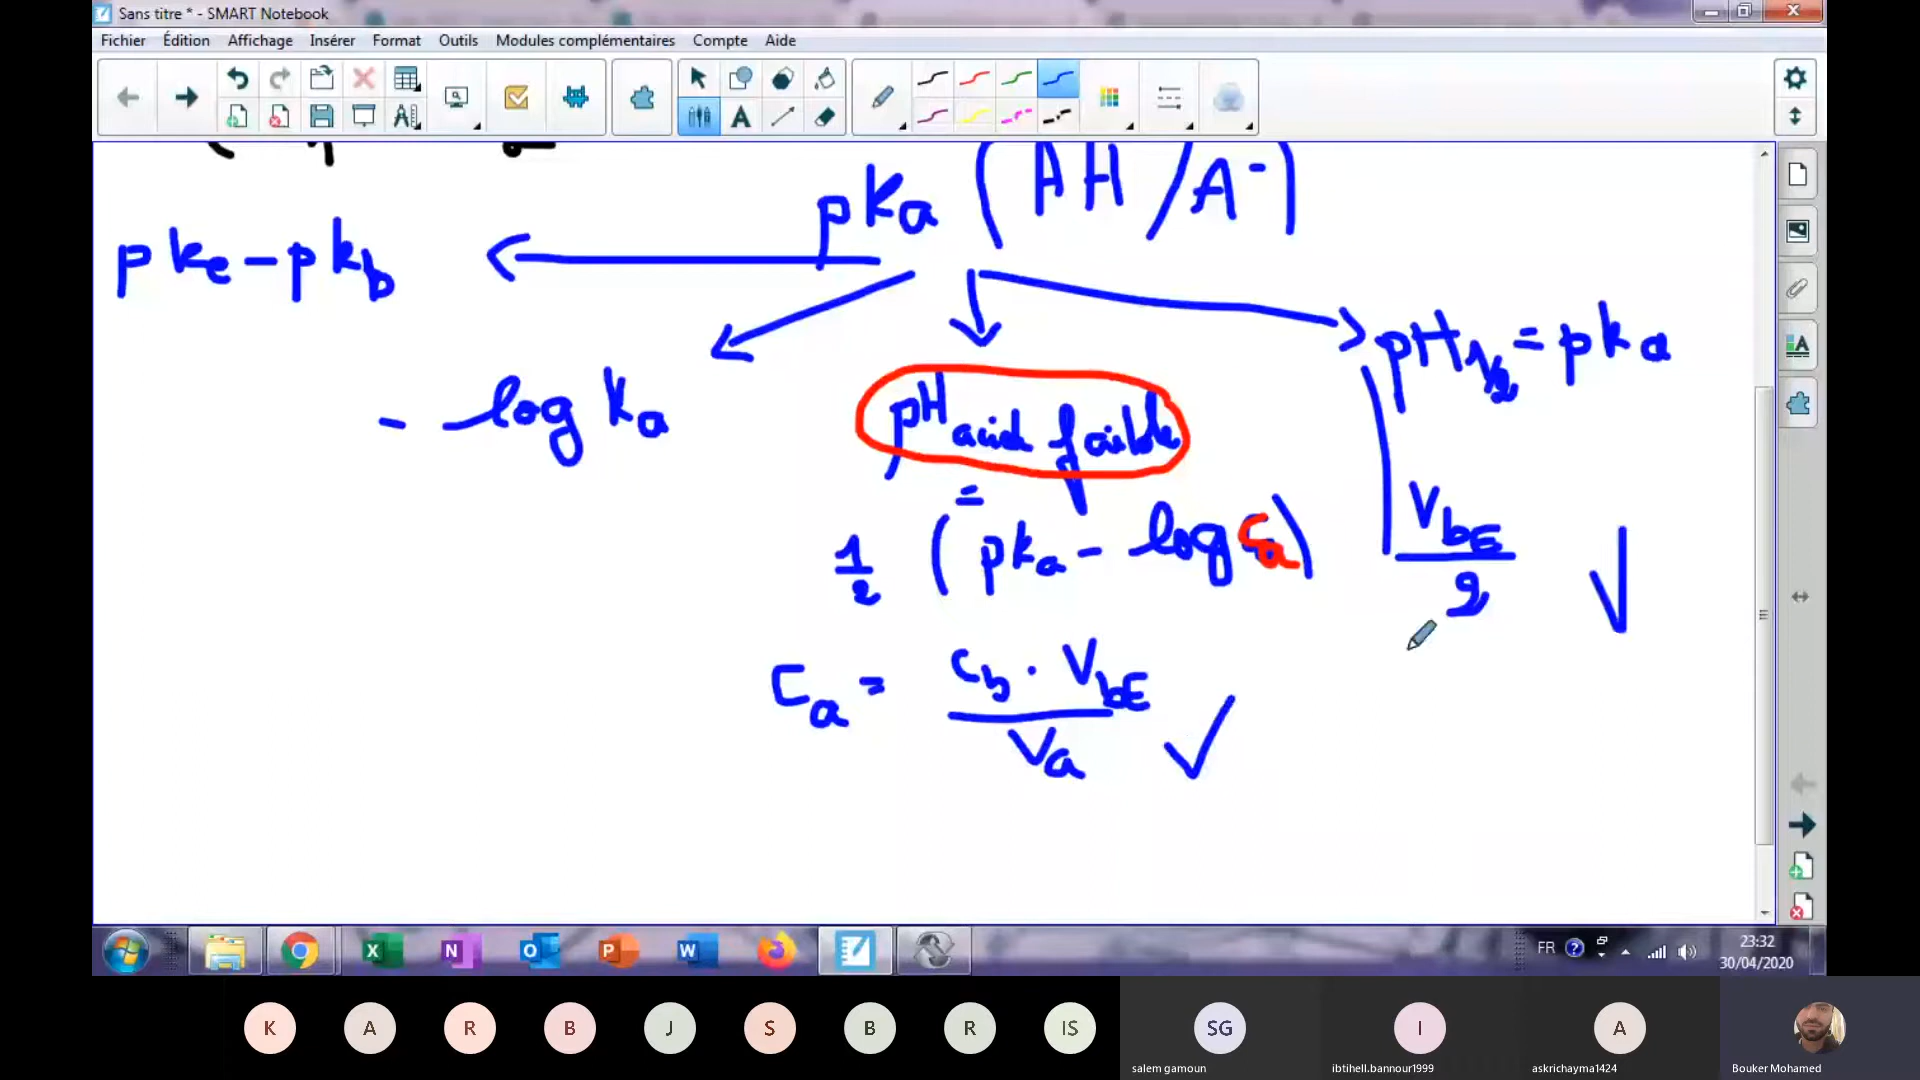 Sans titre * - SMART Notebook
Fichier Édition Affichage Insérer Format Outils Modules complémentaires Compte Aide
pka (AH/A⁻)
pke - pkb
pH1/2 = pka
- log ka
pH acide faible
=
1/2 (pka - log Ca)
VbE
2
Ca = Cb · VbE
Va
FR
23:32
30/04/2020
K A R B J S B R IS SG I A
salem gamoun ibtihell.bannour1999 askrichayma1424 Bouker Mohamed